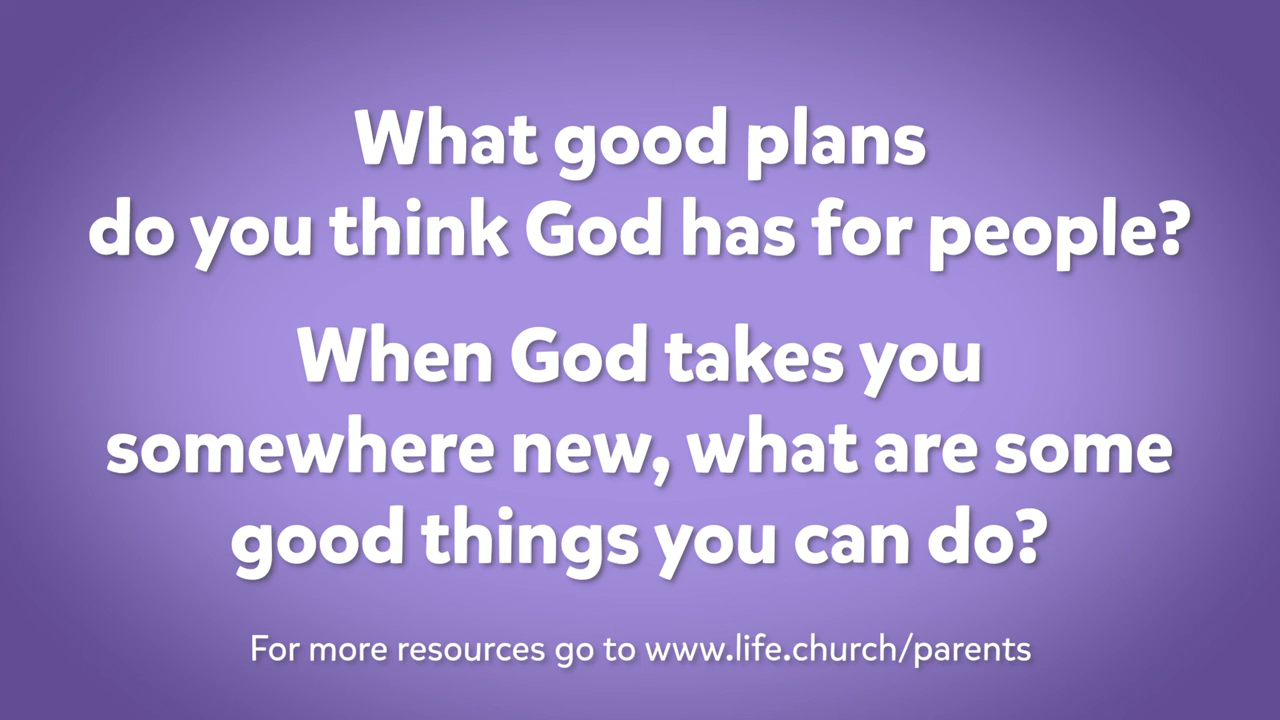 What good plans
do you think God has for people?
When God takes you
somewhere new, what are some
good things you can do?
For more resources go to www.life.church/parents